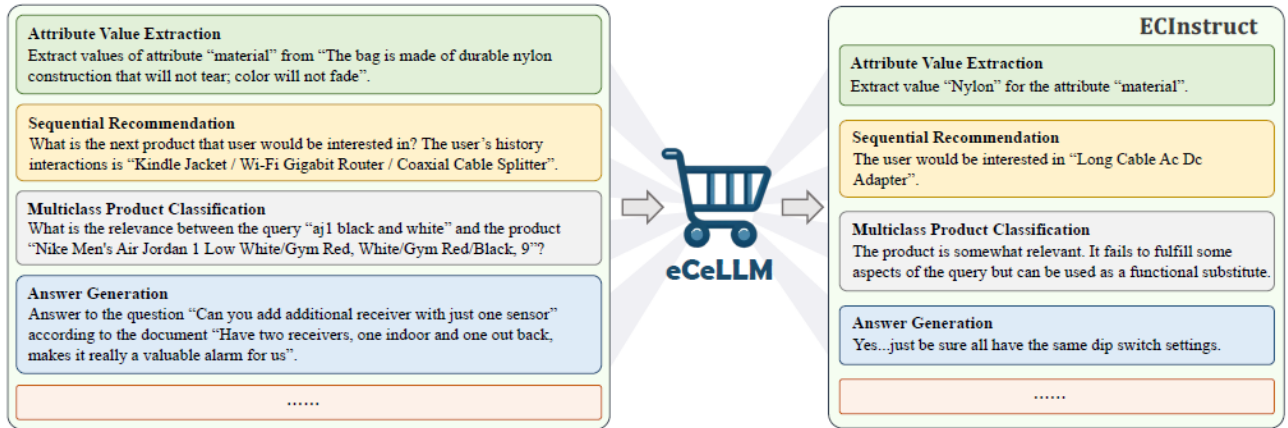 Attribute Value Extraction
Extract values of attribute “material” from “The bag is made of durable nylon
construction that will not tear; color will not fade”.
Sequential Recommendation
What is the next product that user would be interested in? The user’s history
interactions is “Kindle Jacket / Wi-Fi Gigabit Router / Coaxial Cable Splitter”.
Multiclass Product Classification
What is the relevance between the query “aj1 black and white” and the product
“Nike Men's Air Jordan 1 Low White/Gym Red, White/Gym Red/Black, 9”?
Answer Generation
Answer to the question “Can you add additional receiver with just one sensor”
according to the document “Have two receivers, one indoor and one out back,
makes it really a valuable alarm for us”.
......
eCeLLM
ECInstruct
Attribute Value Extraction
Extract value “Nylon” for the attribute “material”.
Sequential Recommendation
The user would be interested in “Long Cable Ac Dc
Adapter”.
Multiclass Product Classification
The product is somewhat relevant. It fails to fulfill some
aspects of the query but can be used as a functional substitute.
Answer Generation
Yes...just be sure all have the same dip switch settings.
......